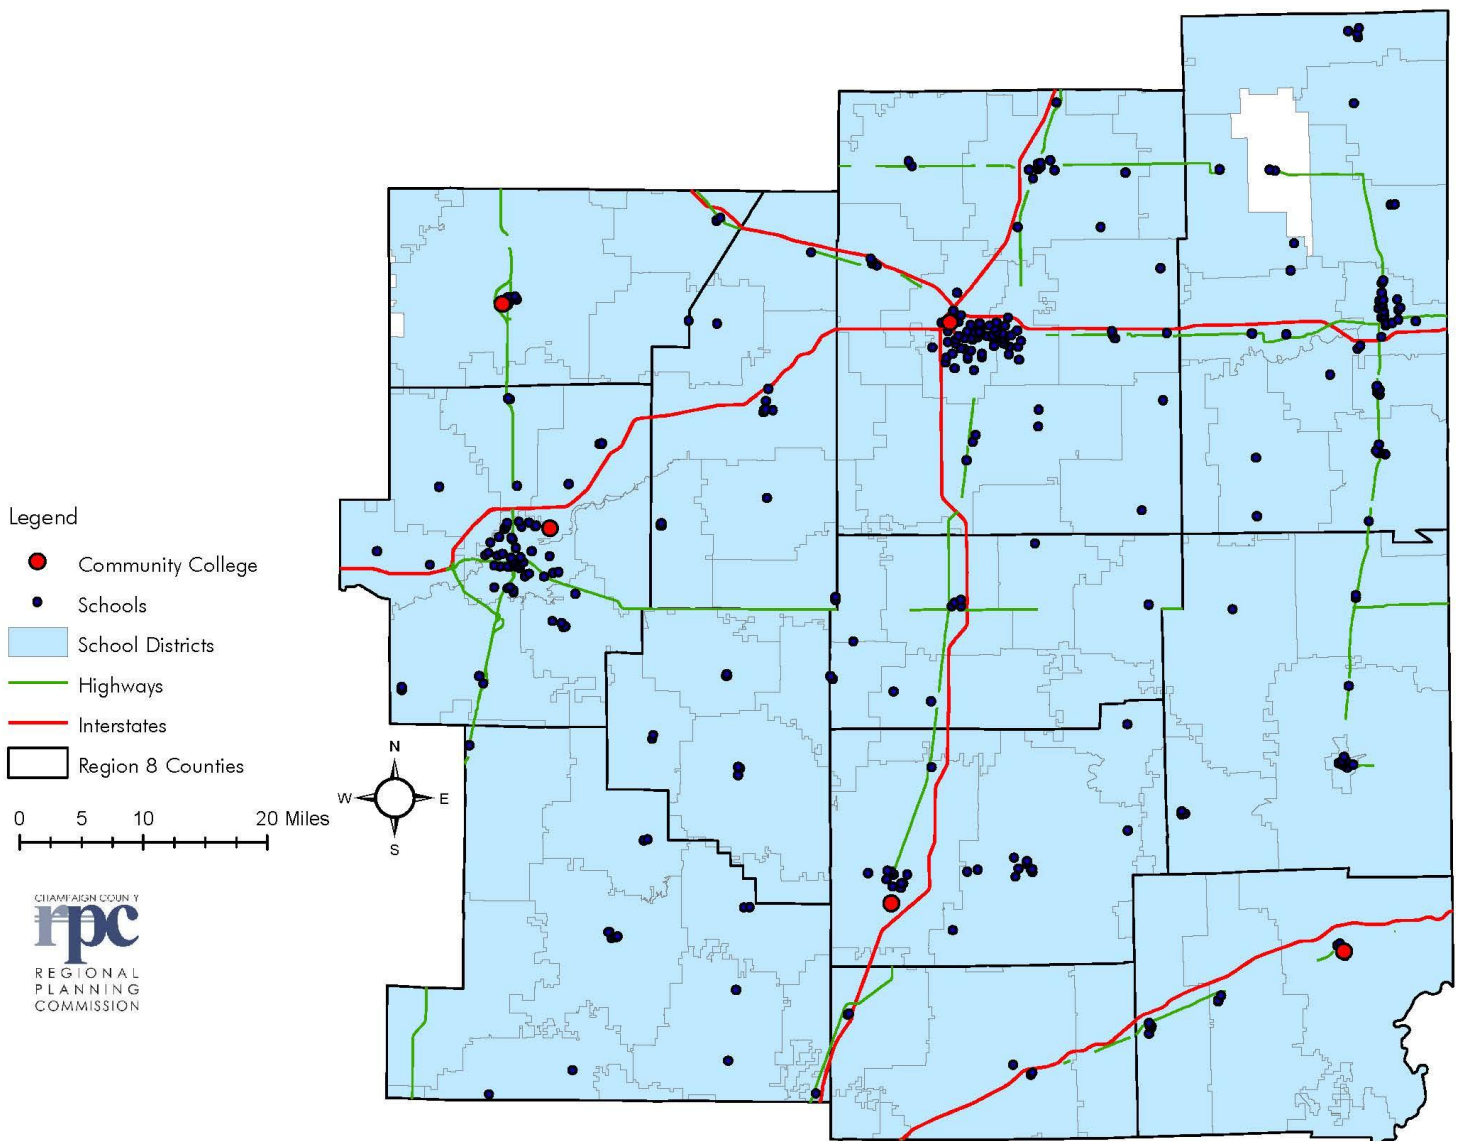 Legend
Community College
Schools
School Districts
Highways
Interstates
Region 8 Counties
N
W E
S
0 5 10 20 Miles
CHAMPAIGN COUNTY
rpc
REGIONAL
PLANNING
COMMISSION